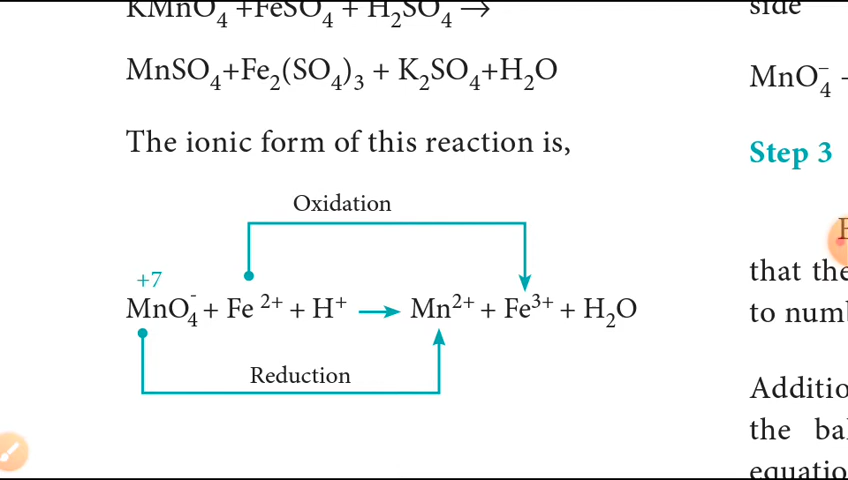 KMnO₄ +FeSO₄ + H₂SO₄ →
MnSO₄+Fe₂(SO₄)₃ + K₂SO₄+H₂O
The ionic form of this reaction is,
Oxidation
+7
MnO₄⁻ + Fe ²⁺ + H⁺ → Mn²⁺ + Fe³⁺ + H₂O
Reduction
side
MnO₄⁻
Step 3
that the
to num
Additio
the ba
equatio